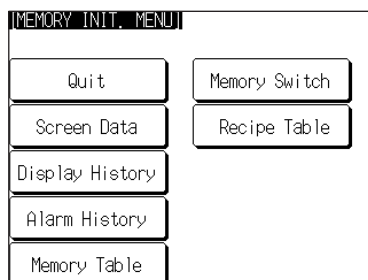 [MEMORY INIT. MENU]
Quit
Memory Switch
Screen Data
Recipe Table
Display History
Alarm History
Memory Table